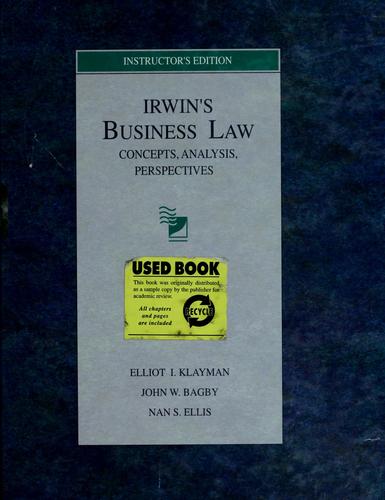 INSTRUCTOR'S EDITION
IRWIN'S
BUSINESS LAW
CONCEPTS, ANALYSIS,
PERSPECTIVES
USED BOOK
This book was originally distributed
as a sample copy by the publisher for
academic review.
All chapters
and pages
are included
RECYCLE
ELLIOT I. KLAYMAN
JOHN W. BAGBY
NAN S. ELLIS